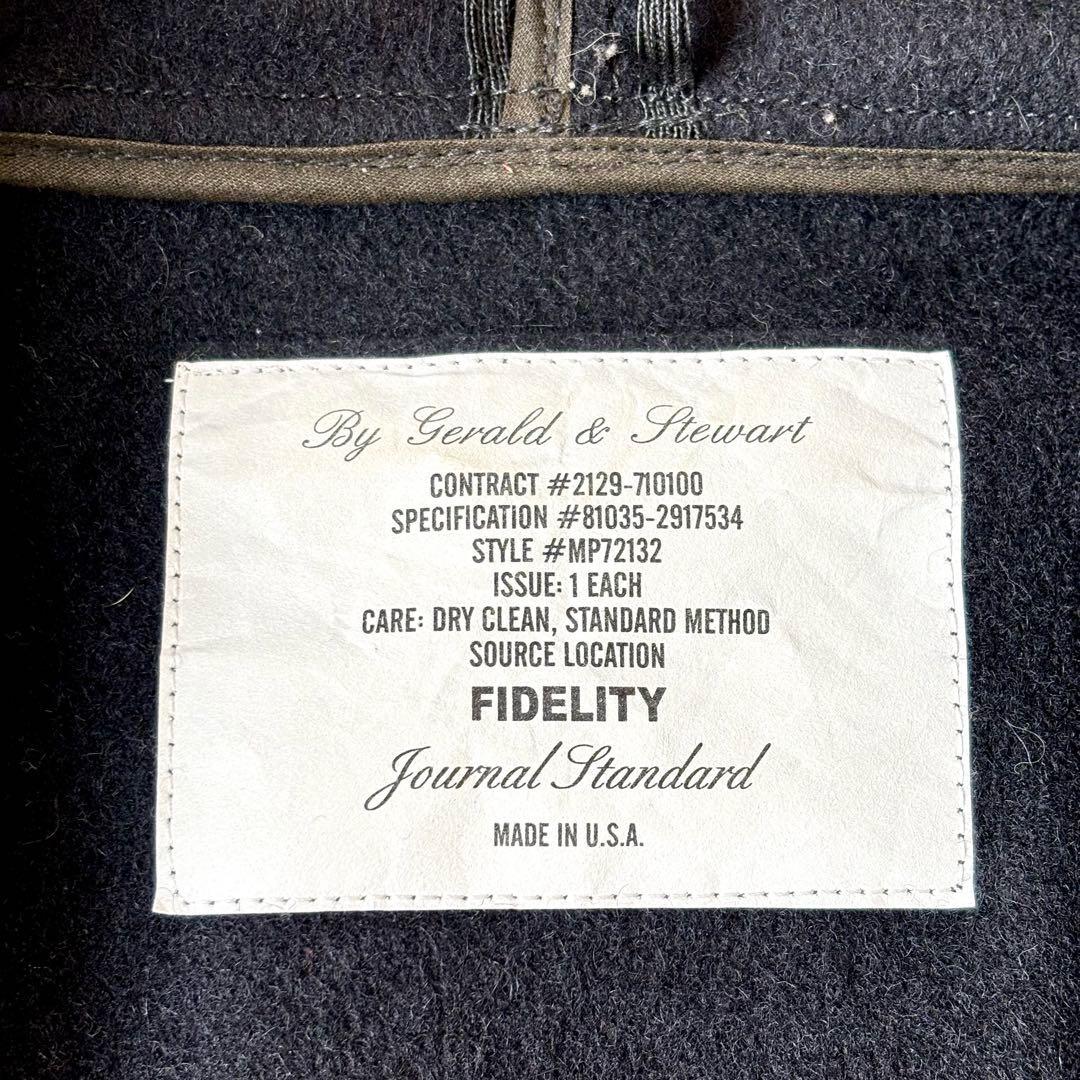 By Gerald & Stewart
CONTRACT #2129-710100
SPECIFICATION #81035-2917534
STYLE #MP72132
ISSUE: 1 EACH
CARE: DRY CLEAN, STANDARD METHOD
SOURCE LOCATION
FIDELITY
Journal Standard
MADE IN U.S.A.